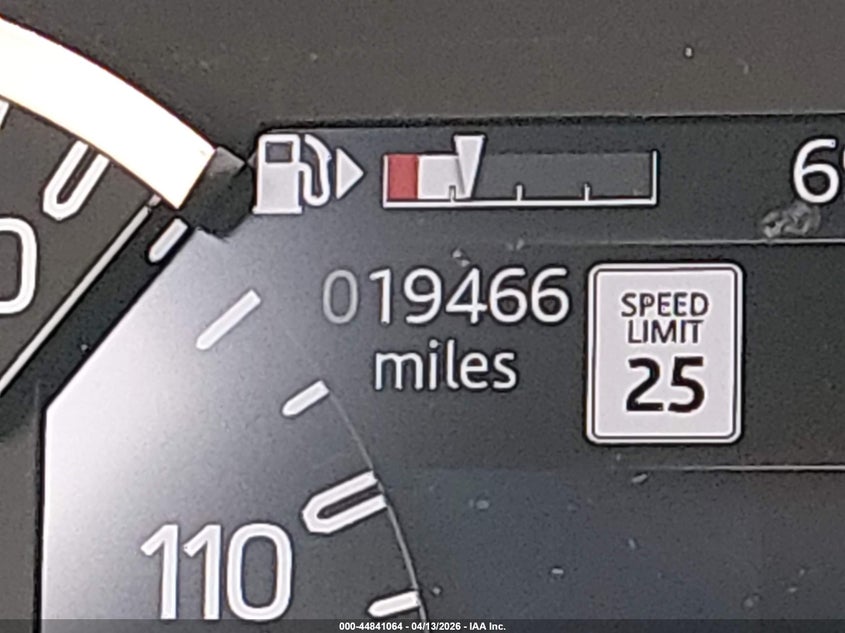 019466
miles
SPEED
LIMIT
25
110
000-44841064 - 04/13/2026 - IAA Inc.